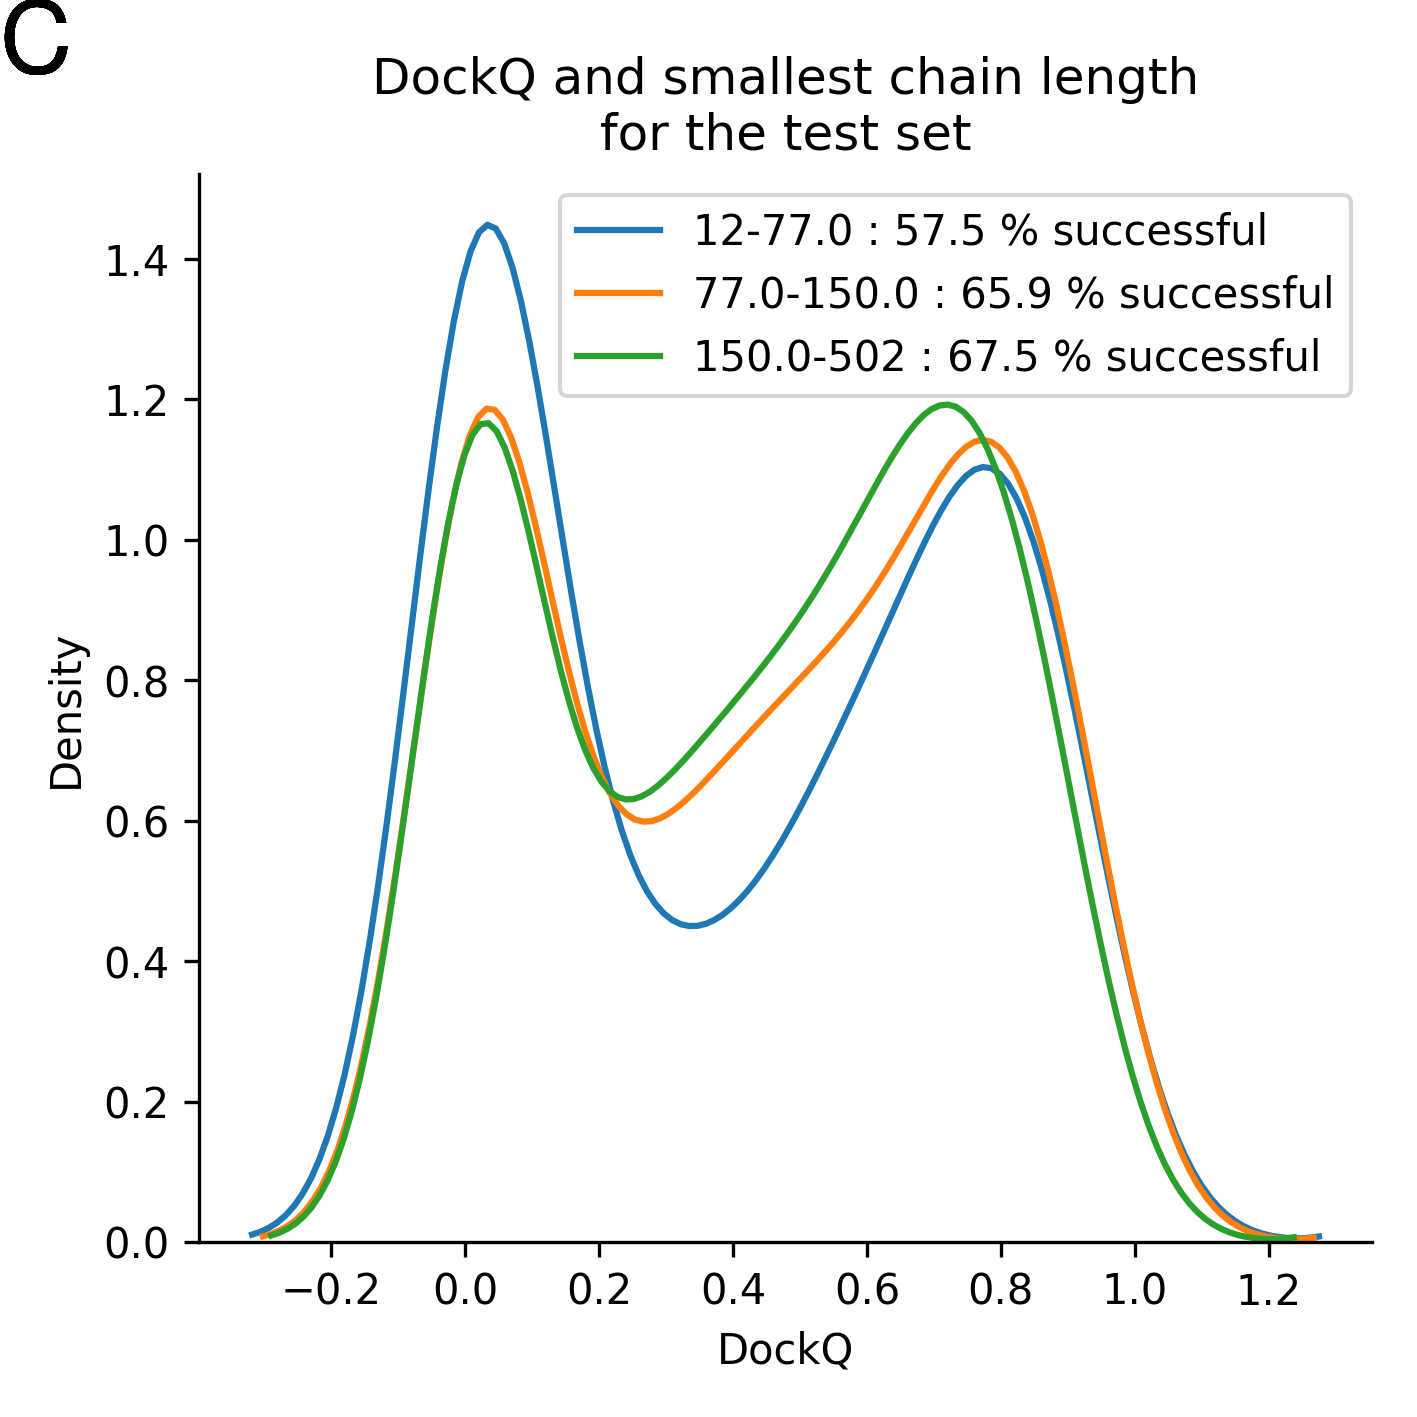 C
DockQ and smallest chain length
for the test set
12-77.0 : 57.5 % successful
77.0-150.0 : 65.9 % successful
150.0-502 : 67.5 % successful
1.4
1.2
1.0
0.8
0.6
0.4
0.2
0.0
Density
−0.2 0.0 0.2 0.4 0.6 0.8 1.0 1.2
DockQ